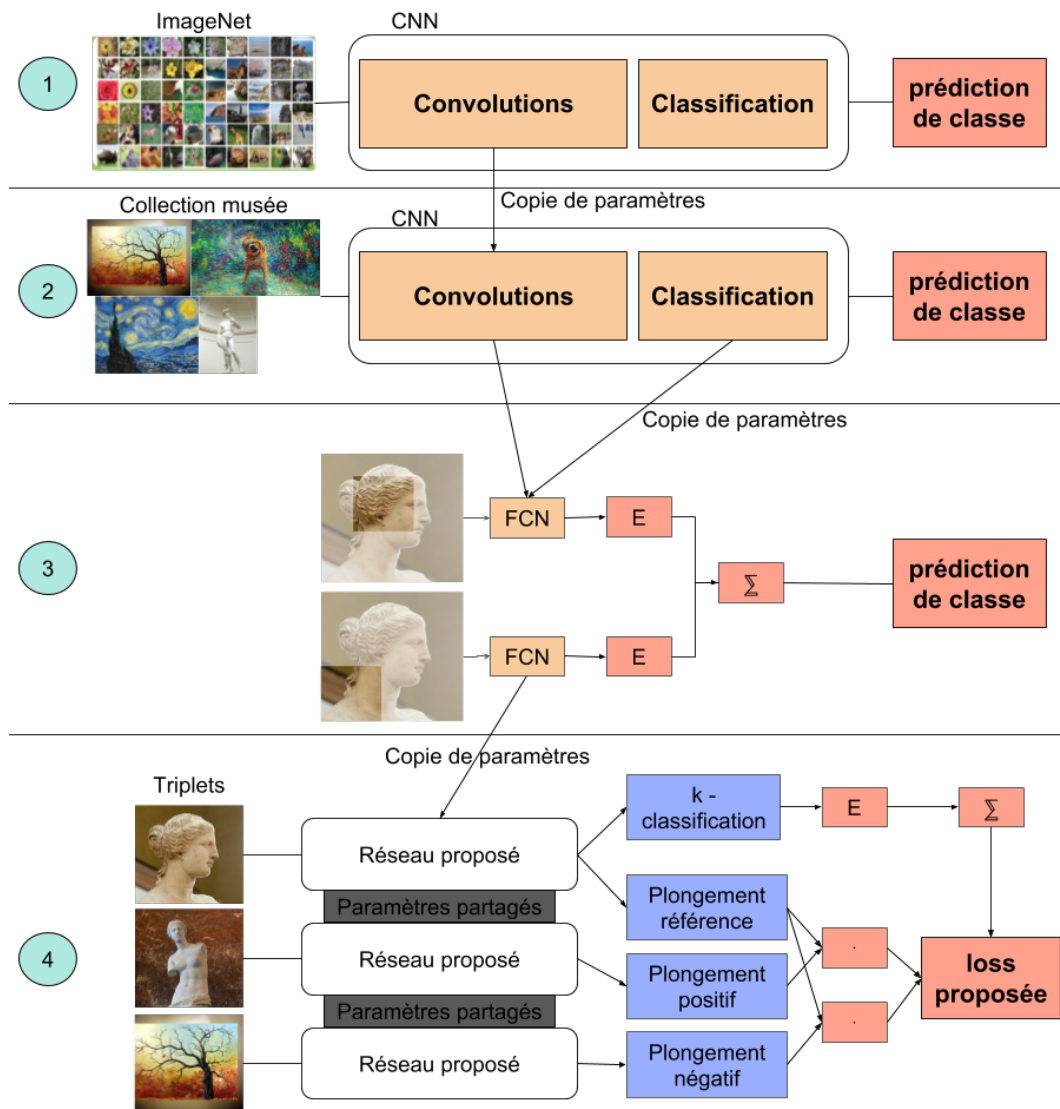 ImageNet
CNN
1
Convolutions
Classification
prédiction
de classe
Copie de paramètres
Collection musée
CNN
2
Convolutions
Classification
prédiction
de classe
Copie de paramètres
3
FCN
E
∑
prédiction
de classe
FCN
E
Copie de paramètres
Triplets
4
Réseau proposé
k -
classification
E
∑
Paramètres partagés
Plongement
référence
Réseau proposé
Plongement
positif
.
loss
proposée
Paramètres partagés
.
Réseau proposé
Plongement
négatif